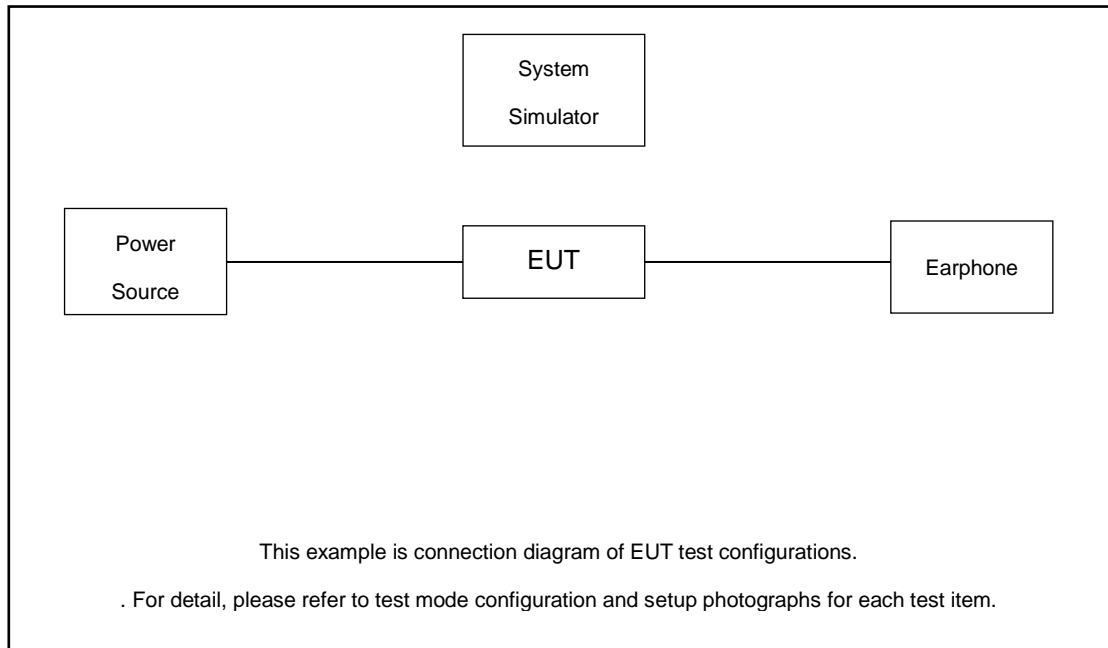 System
Simulator
Power
Source
EUT
Earphone
This example is connection diagram of EUT test configurations.
. For detail, please refer to test mode configuration and setup photographs for each test item.